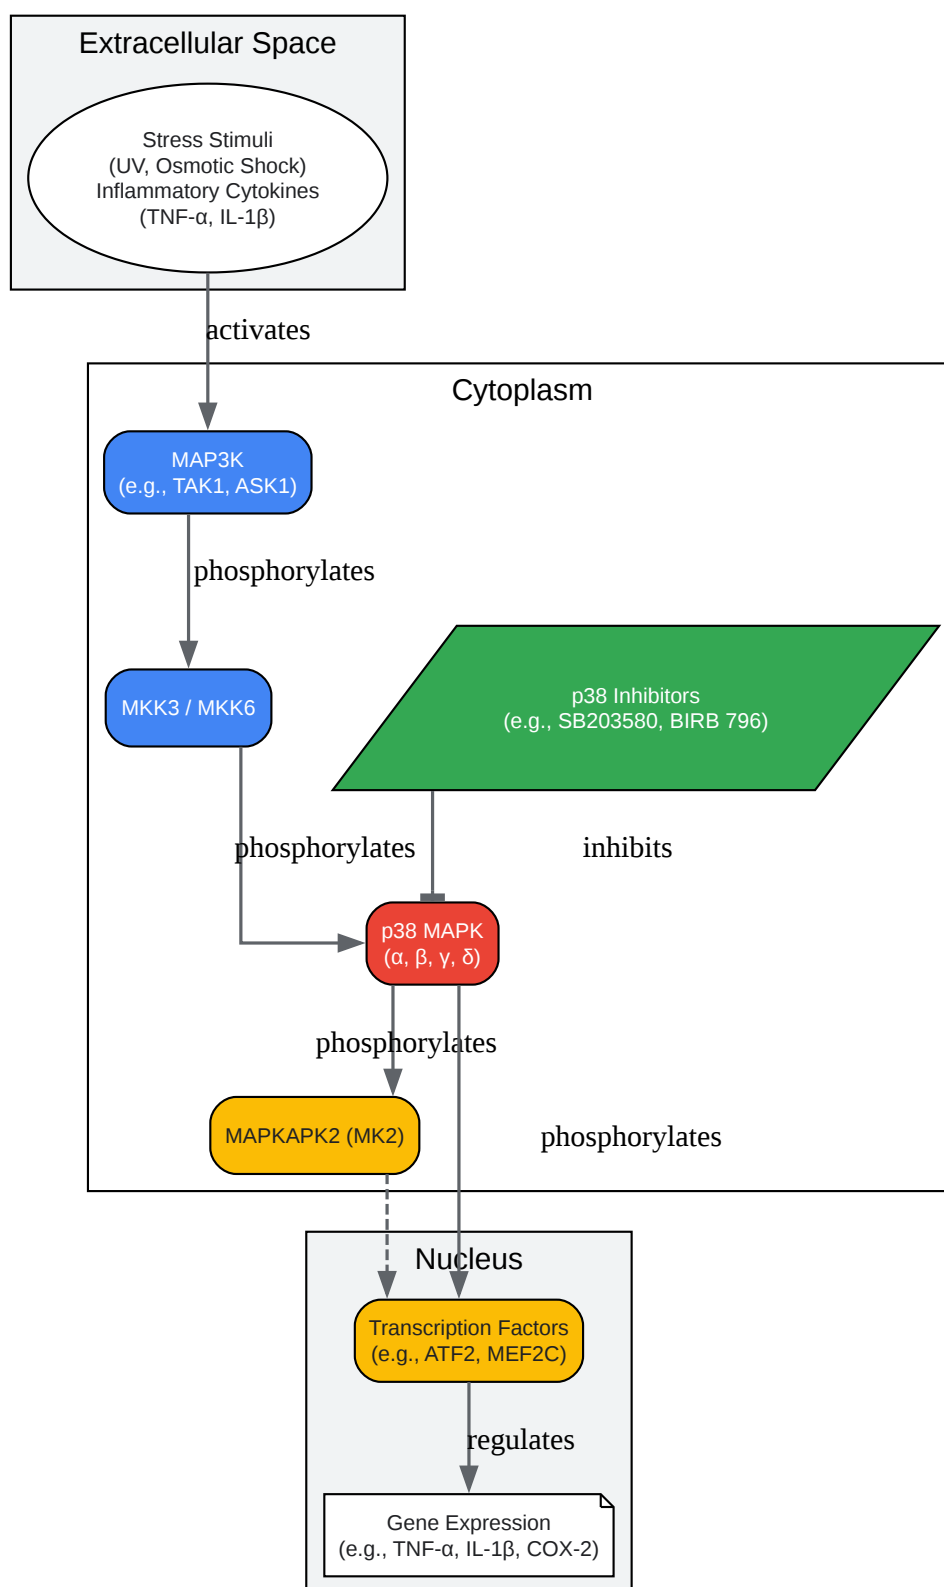 Extracellular Space
Stress Stimuli
(UV, Osmotic Shock)
Inflammatory Cytokines
(TNF-α, IL-1β)
activates
Cytoplasm
MAP3K
(e.g., TAK1, ASK1)
phosphorylates
p38 Inhibitors
(e.g., SB203580, BIRB 796)
MKK3 / MKK6
phosphorylates
inhibits
p38 MAPK
(α, β, γ, δ)
phosphorylates
MAPKAPK2 (MK2)
phosphorylates
Nucleus
Transcription Factors
(e.g., ATF2, MEF2C)
regulates
Gene Expression
(e.g., TNF-α, IL-1β, COX-2)